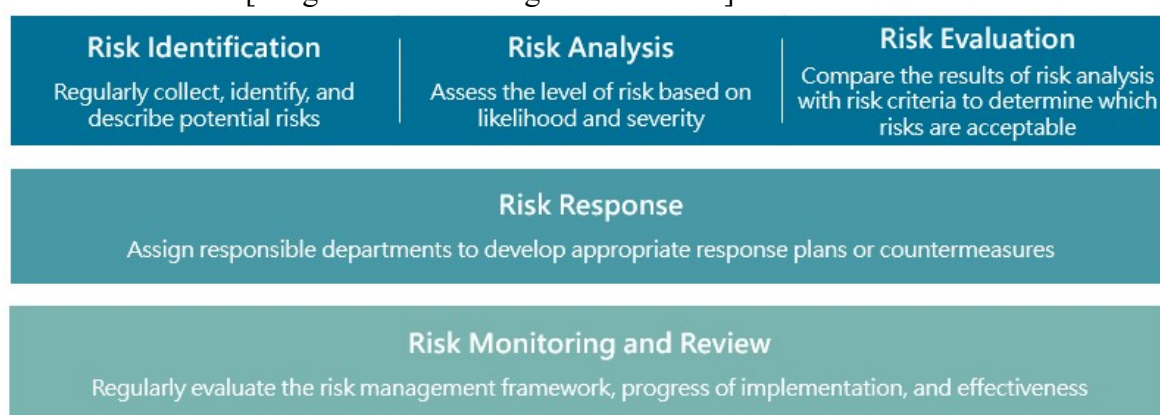 Risk Identification
Regularly collect, identify, and
describe potential risks
Risk Analysis
Assess the level of risk based on
likelihood and severity
Risk Evaluation
Compare the results of risk analysis
with risk criteria to determine which
risks are acceptable
Risk Response
Assign responsible departments to develop appropriate response plans or countermeasures
Risk Monitoring and Review
Regularly evaluate the risk management framework, progress of implementation, and effectiveness